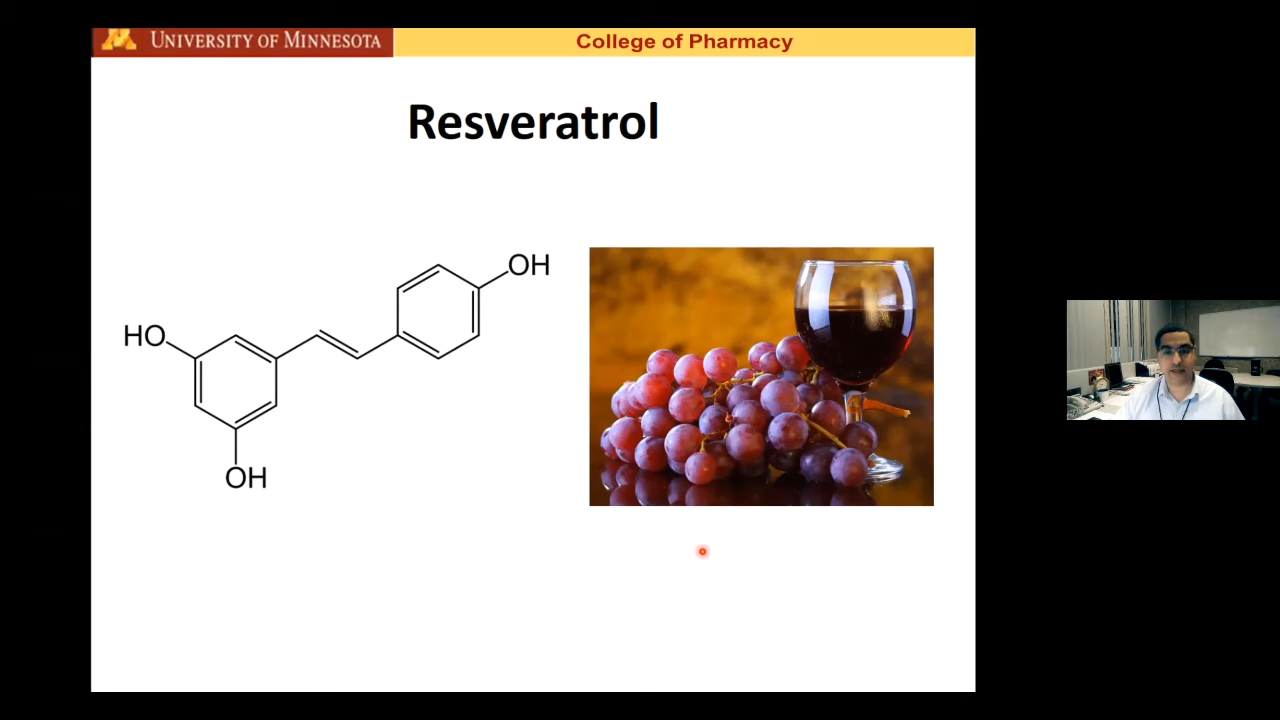 UNIVERSITY OF MINNESOTA
College of Pharmacy
Resveratrol
OH
HO
OH